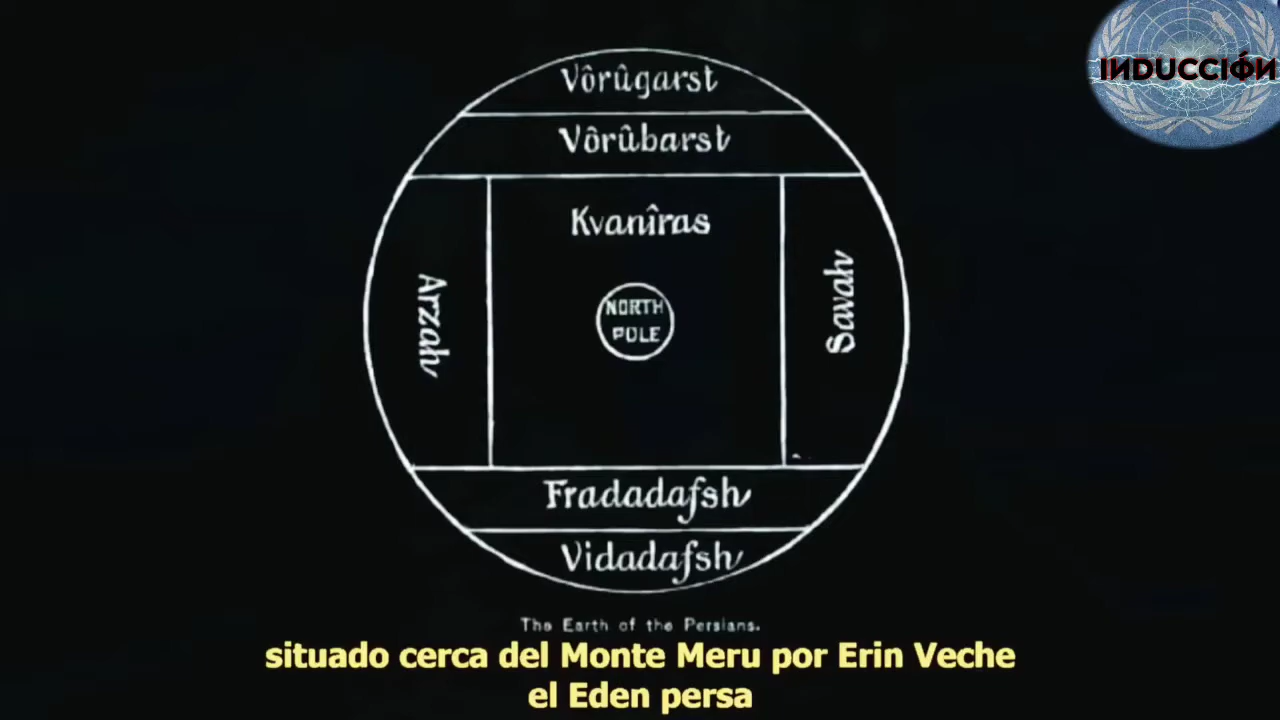 INDUCCIÓN
Vôrûgarst
Vôrûbarst
Kvanîras
Arzah
NORTH
POLE
Savah
Fradadafsh
Vidadafsh
The Earth of the Persians.
situado cerca del Monte Meru por Erin Veche
el Eden persa